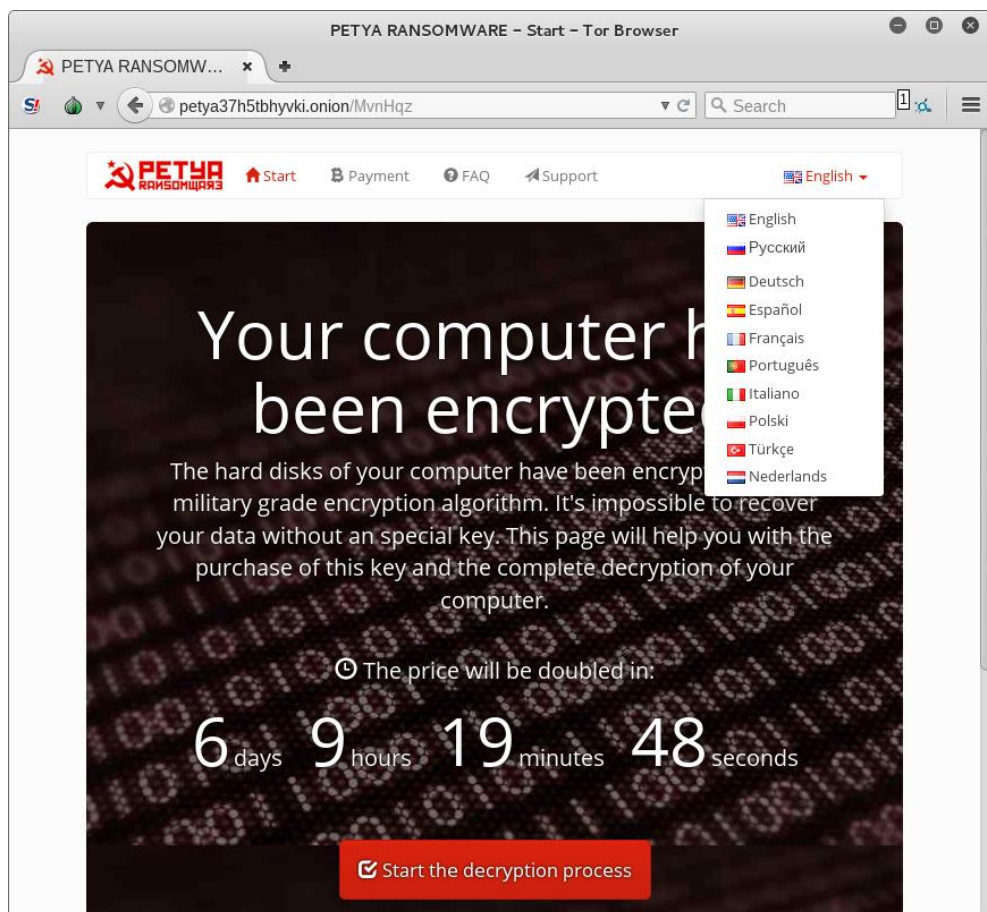 PETYA RANSOMWARE – Start – Tor Browser
PETYA RANSOMW...
S!
petya37h5tbhyvki.onion/MvnHqz
Search
1
PETYA
RAИSOMЩAЯ3
Start
Payment
FAQ
Support
English
English
Русский
Deutsch
Español
Français
Português
Italiano
Polski
Türkçe
Nederlands
Your computer h
been encrypte
The hard disks of your computer have been encryp
military grade encryption algorithm. It's impossible to recover
your data without an special key. This page will help you with the
purchase of this key and the complete decryption of your
computer.
The price will be doubled in:
6 days 9 hours 19 minutes 48 seconds
Start the decryption process